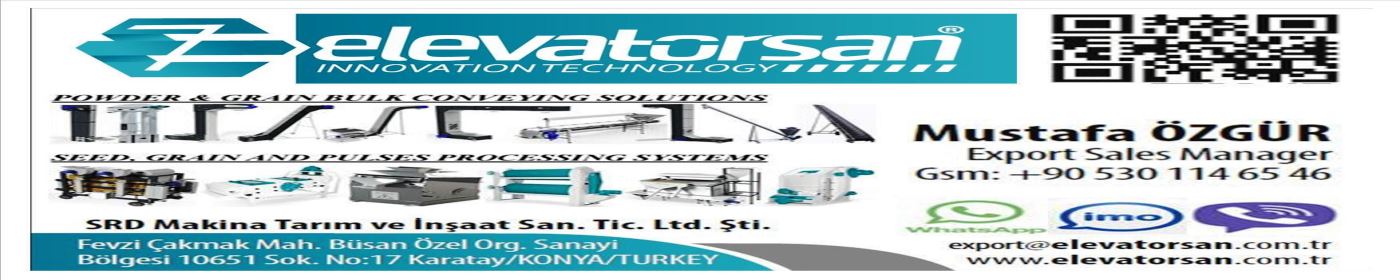 elevatorsan®
INNOVATION TECHNOLOGY
POWDER & GRAIN BULK CONVEYING SOLUTIONS
SEED, GRAIN AND PULSES PROCESSING SYSTEMS
SRD Makina Tarım ve İnşaat San. Tic. Ltd. Şti.
Fevzi Çakmak Mah. Büsan Özel Org. Sanayi
Bölgesi 10651 Sok. No:17 Karatay/KONYA/TURKEY
Mustafa ÖZGÜR
Export Sales Manager
Gsm: +90 530 114 65 46
WhatsApp
imo
export@elevatorsan.com.tr
www.elevatorsan.com.tr